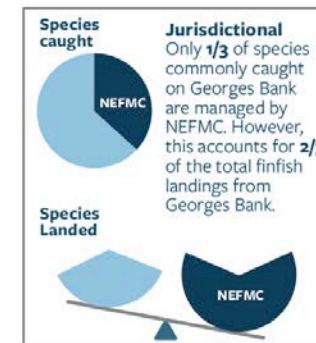 Species
caught
NEFMC
Jurisdictional
Only 1/3 of species
commonly caught
on Georges Bank
are managed by
NEFMC. However,
this accounts for 2/
of the total finfish
landings from
Georges Bank.
Species
Landed
NEFMC